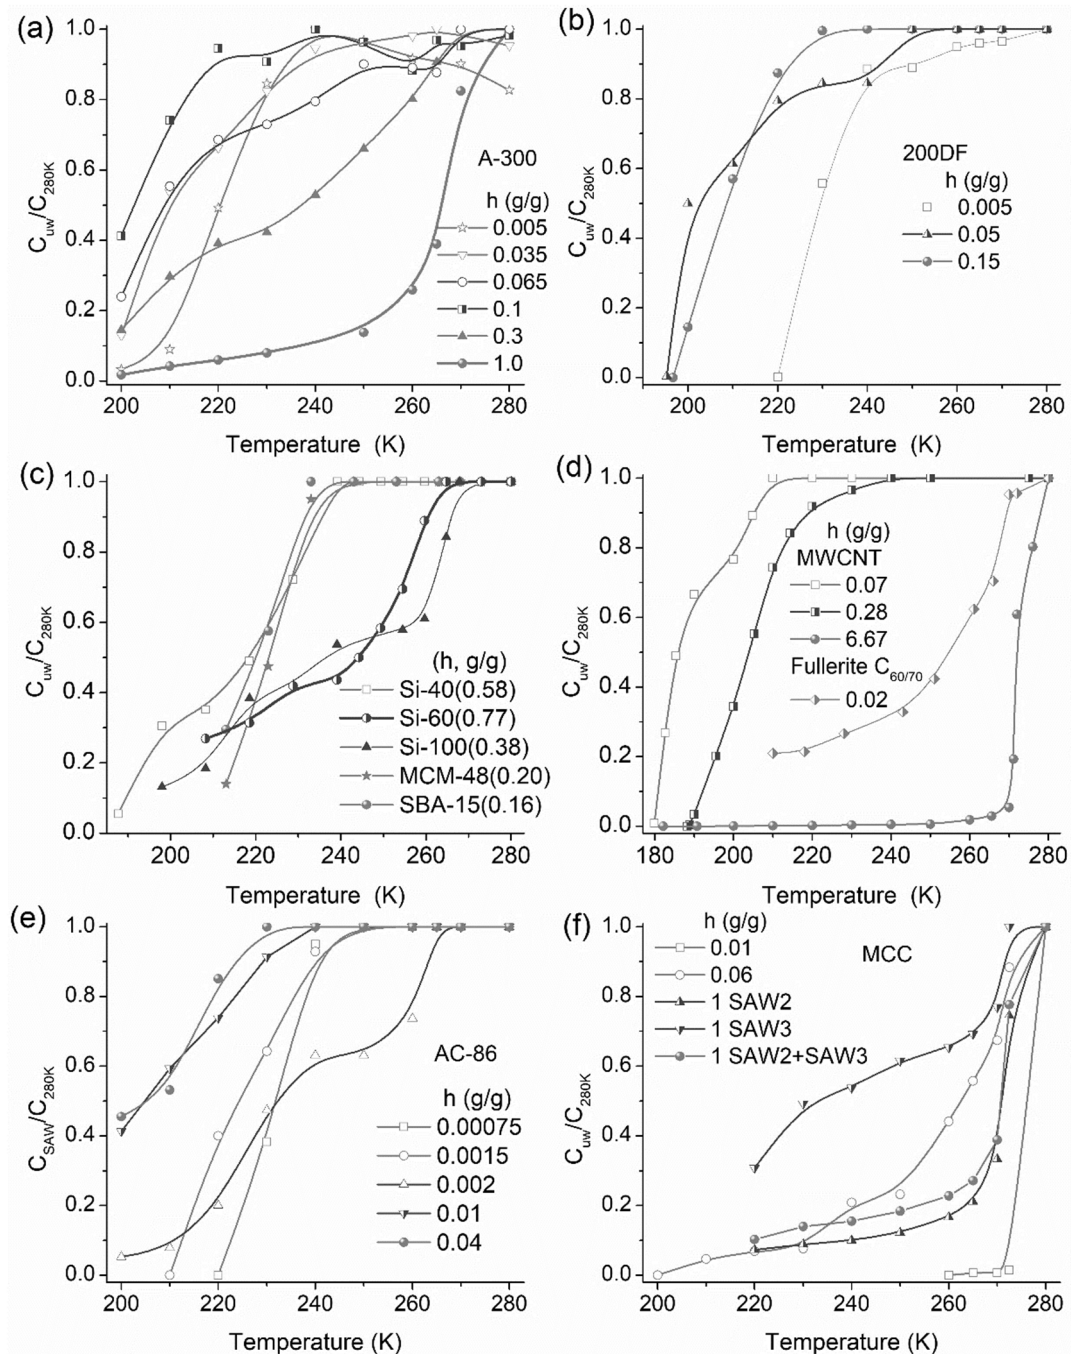 (a)
1.0
0.8
0.6
0.4
0.2
0.0
C_uw/C_280K
A-300
h (g/g)
0.005
0.035
0.065
0.1
0.3
1.0
200 220 240 260 280
Temperature (K)
(b)
1.0
0.8
0.6
0.4
0.2
0.0
C_uw/C_280K
200DF
h (g/g)
0.005
0.05
0.15
200 220 240 260 280
Temperature (K)
(c)
1.0
0.8
0.6
0.4
0.2
0.0
C_uw/C_280K
(h, g/g)
Si-40(0.58)
Si-60(0.77)
Si-100(0.38)
MCM-48(0.20)
SBA-15(0.16)
200 220 240 260 280
Temperature (K)
(d)
1.0
0.8
0.6
0.4
0.2
0.0
C_uw/C_280K
h (g/g)
MWCNT
0.07
0.28
6.67
Fullerite C_60/70
0.02
180 200 220 240 260 280
Temperature (K)
(e)
1.0
0.8
0.6
0.4
0.2
0.0
C_SAW/C_280K
AC-86
h (g/g)
0.00075
0.0015
0.002
0.01
0.04
200 220 240 260 280
Temperature (K)
(f)
1.0
0.8
0.6
0.4
0.2
0.0
C_uw/C_280K
h (g/g)
0.01
0.06
1 SAW2
1 SAW3
1 SAW2+SAW3
MCC
200 220 240 260 280
Temperature (K)